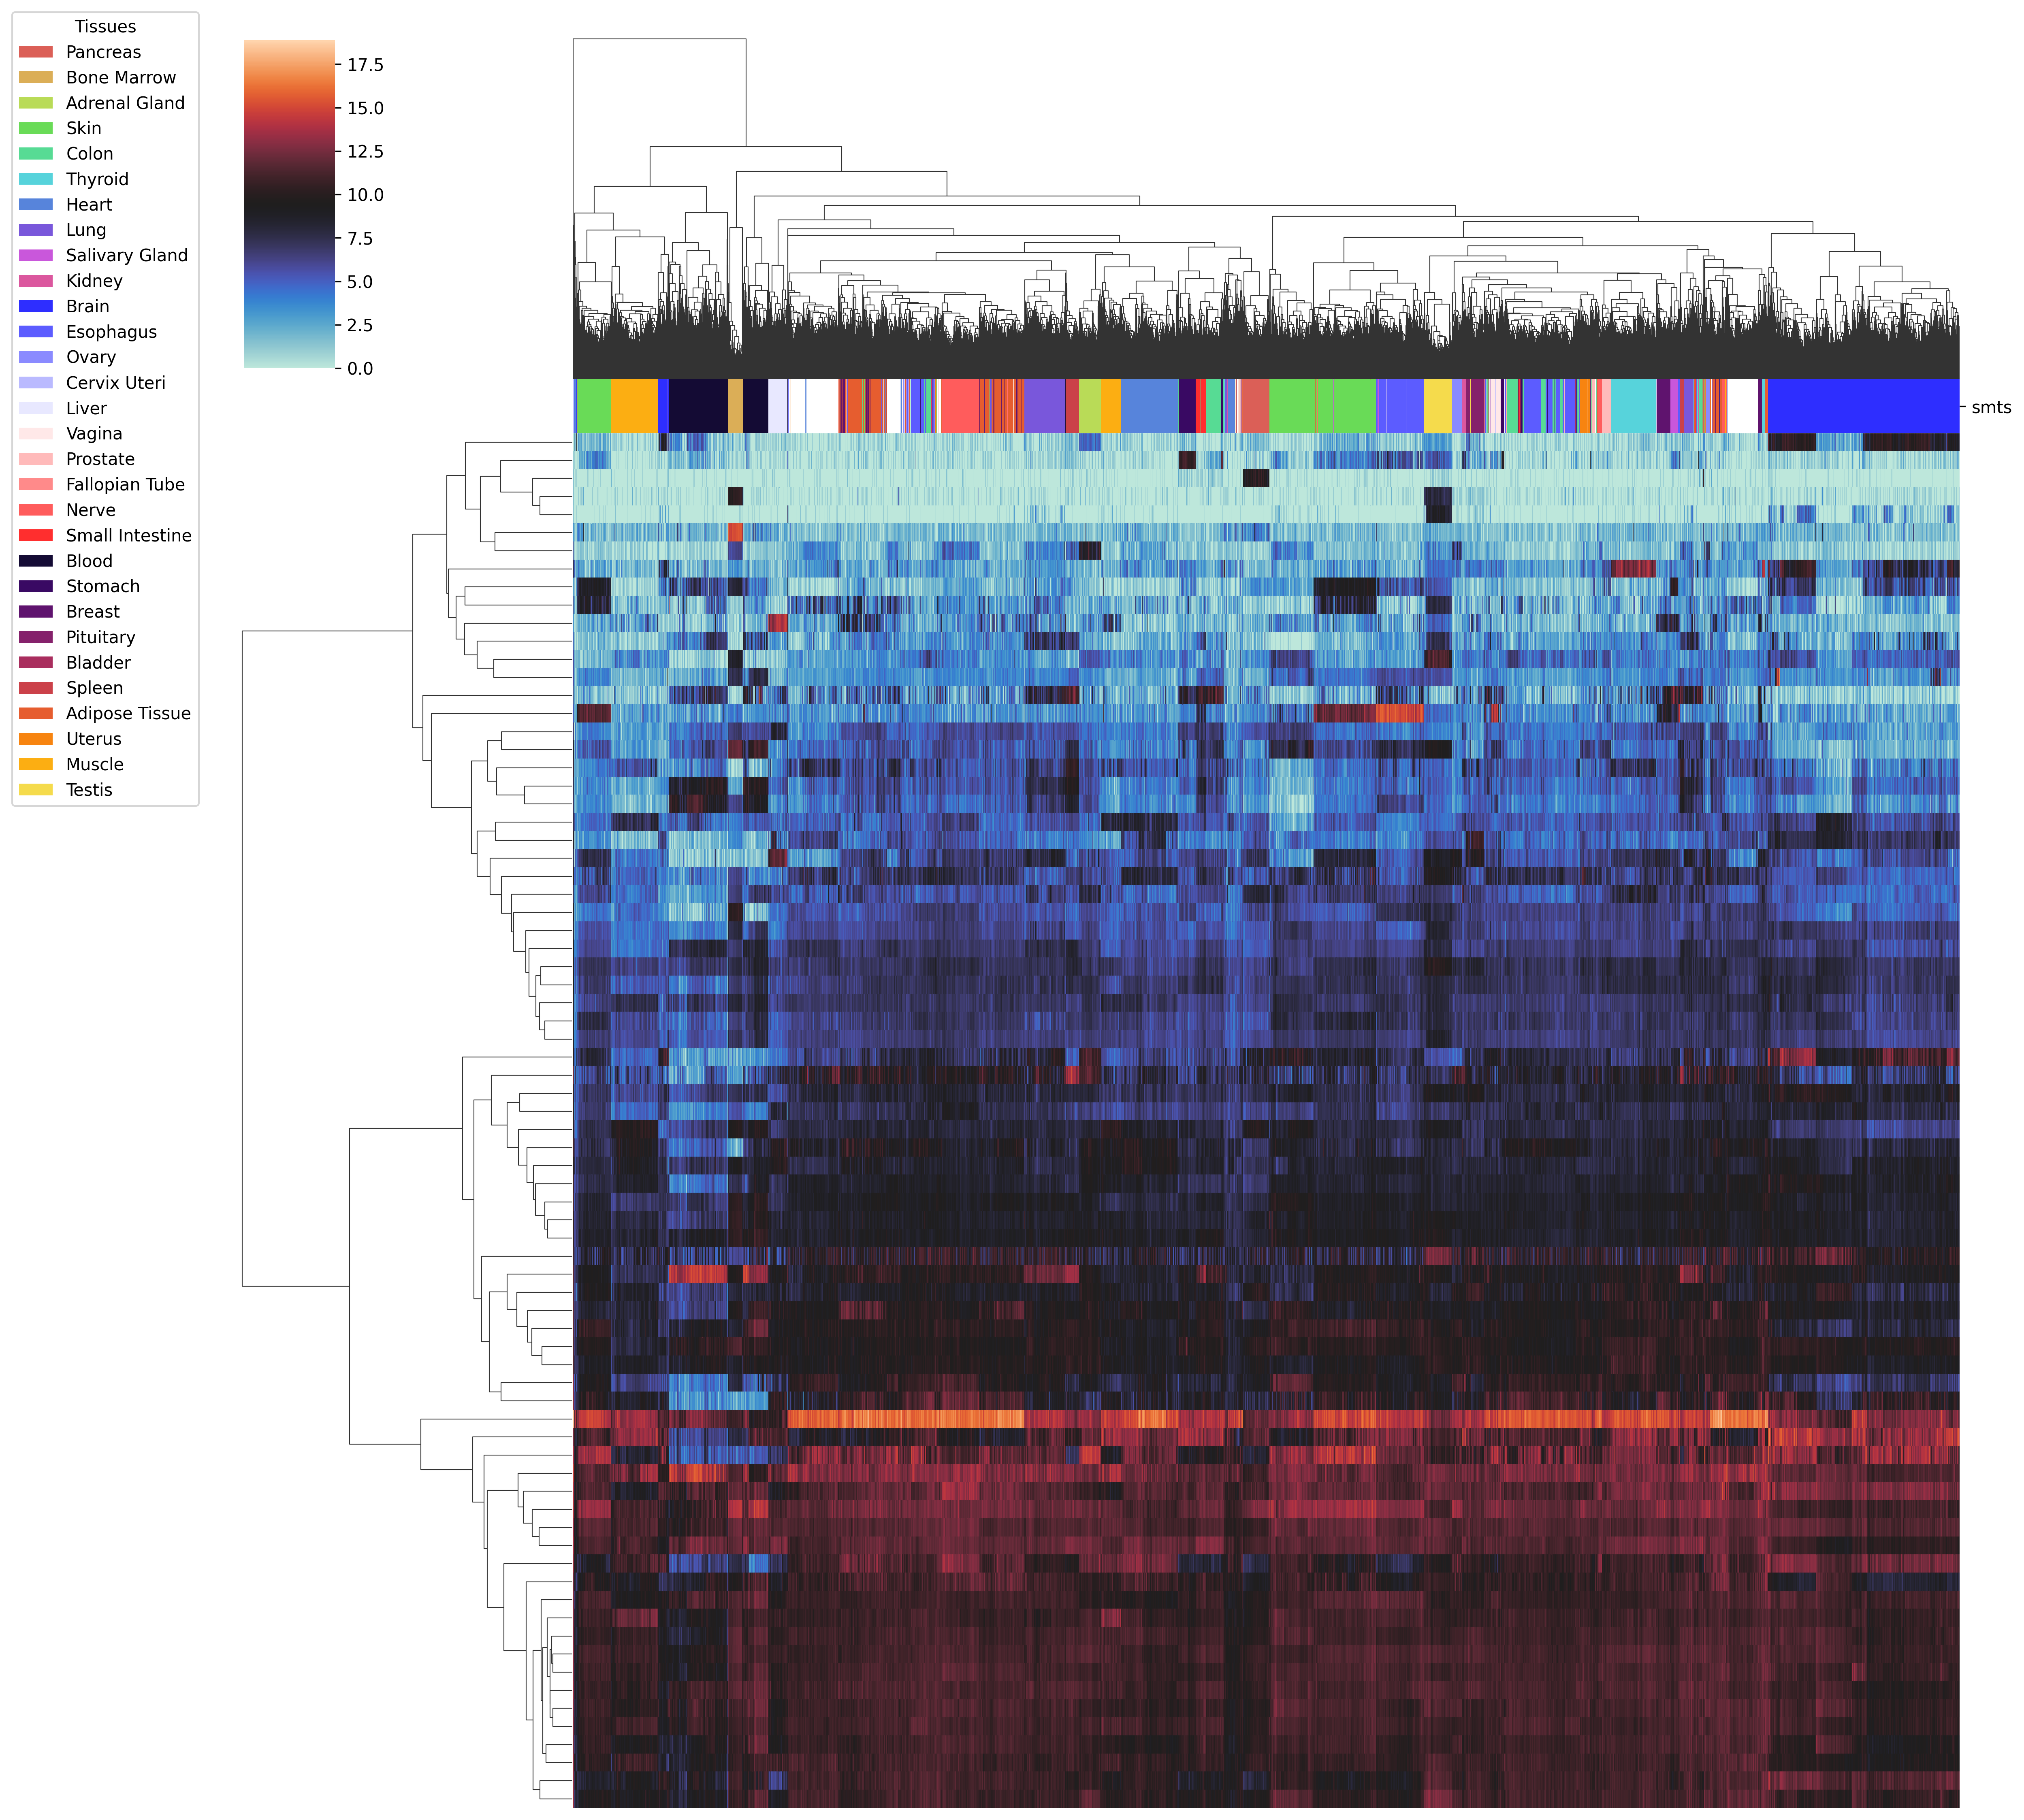 Tissues
Pancreas
Bone Marrow
Adrenal Gland
Skin
Colon
Thyroid
Heart
Lung
Salivary Gland
Kidney
Brain
Esophagus
Ovary
Cervix Uteri
Liver
Vagina
Prostate
Fallopian Tube
Nerve
Small Intestine
Blood
Stomach
Breast
Pituitary
Bladder
Spleen
Adipose Tissue
Uterus
Muscle
Testis
17.5
15.0
12.5
10.0
7.5
5.0
2.5
0.0
smts